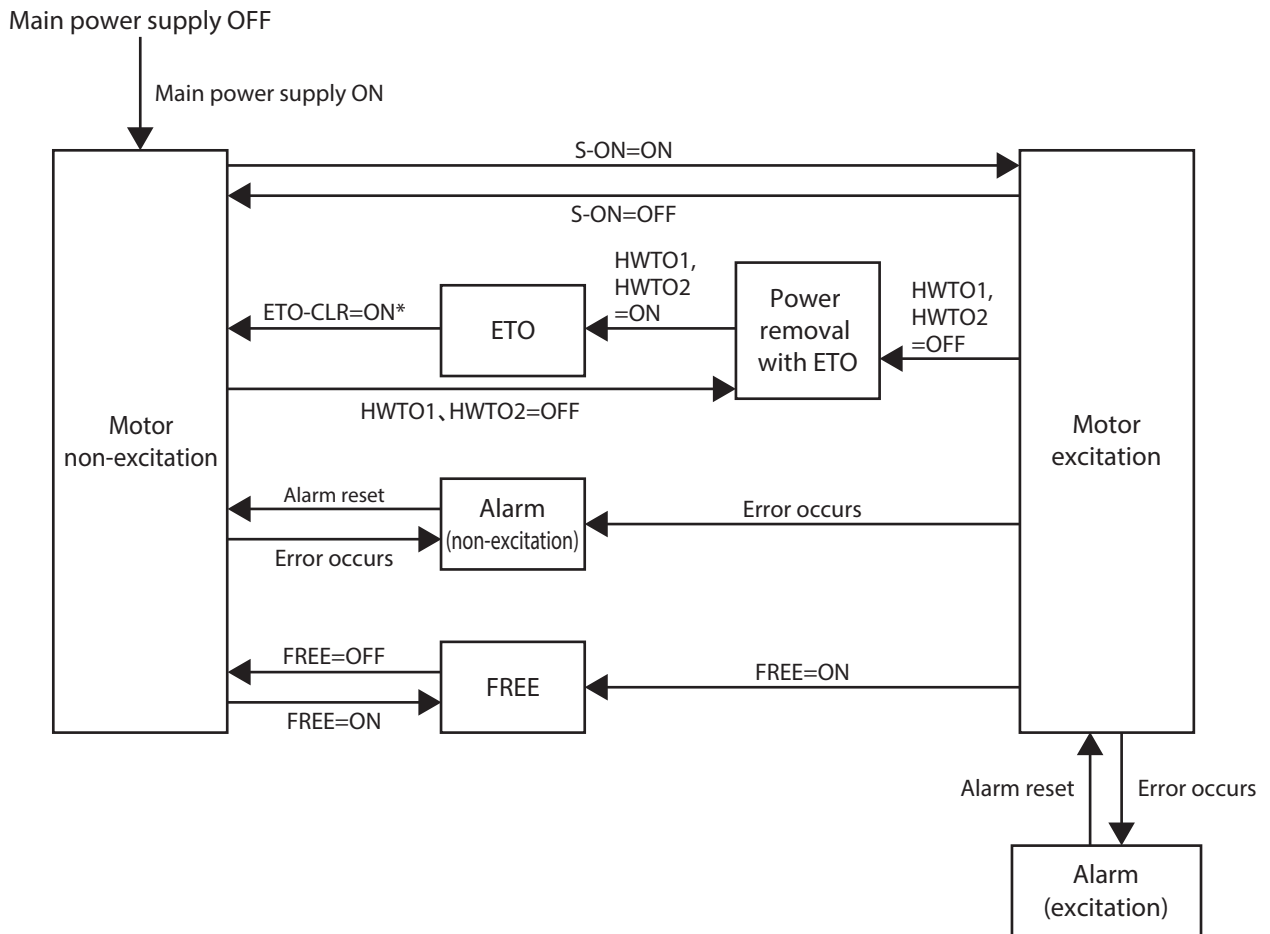 Main power supply OFF
Main power supply ON
S-ON=ON
S-ON=OFF
HWTO1,
HWTO2
=ON
Power
removal
with ETO
HWTO1,
HWTO2
=OFF
ETO-CLR=ON*
ETO
HWTO1、HWTO2=OFF
Motor
non-excitation
Motor
excitation
Alarm reset
Alarm
(non-excitation)
Error occurs
Error occurs
FREE=OFF
FREE
FREE=ON
FREE=ON
Alarm reset
Error occurs
Alarm
(excitation)